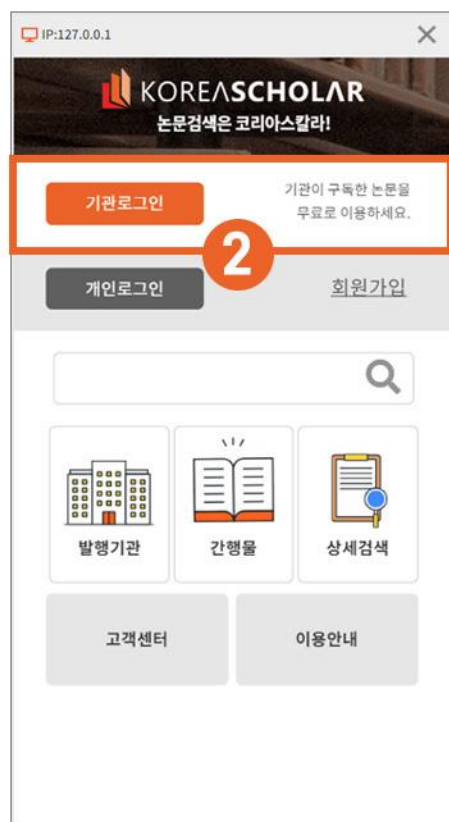 IP:127.0.0.1
KOREASCHOLAR
논문검색은 코리아스칼라!
기관로그인
기관이 구독한 논문을
무료로 이용하세요.
2
개인로그인
회원가입
발행기관
간행물
상세검색
고객센터
이용안내